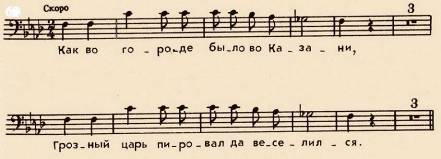 Скоро
3
Как во го-ро-де бы-ло во Ка-за-ни,
3
Гроз-ный царь пи-ро-вал да ве-се-лил-ся.